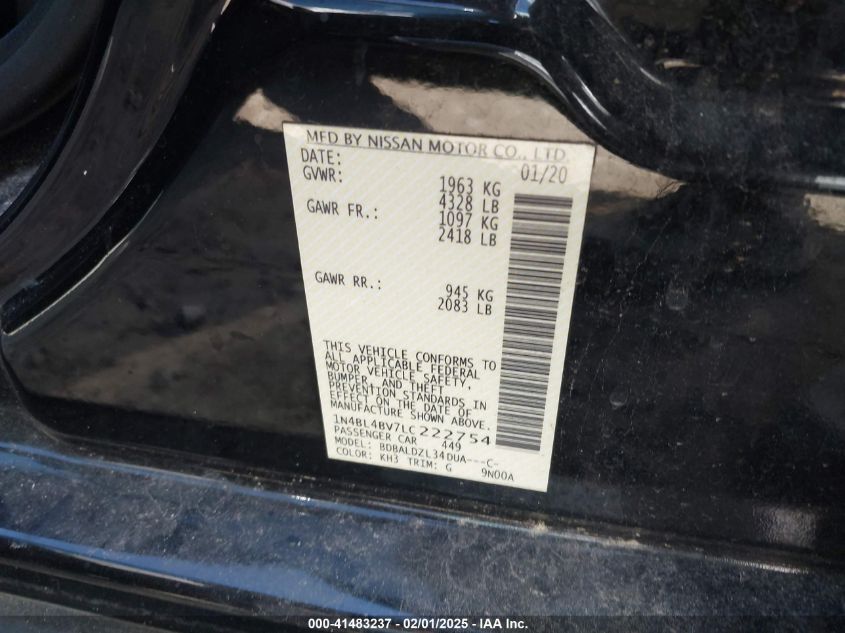 MFD BY NISSAN MOTOR CO., LTD.
DATE: 01/20
GVWR: 1963 KG
4328 LB
GAWR FR.: 1097 KG
2418 LB
GAWR RR.: 945 KG
2083 LB
THIS VEHICLE CONFORMS TO
ALL APPLICABLE FEDERAL
MOTOR VEHICLE SAFETY,
BUMPER, AND THEFT
PREVENTION STANDARDS IN
EFFECT ON THE DATE OF
MANUFACTURE SHOWN ABOVE.
1N4BL4BV7LC222754
PASSENGER CAR 449
MODEL: BDBALDZL34DUA---C-
COLOR: KH3 TRIM: G 9N00A
000-41483237 - 02/01/2025 - © IAA, Inc.